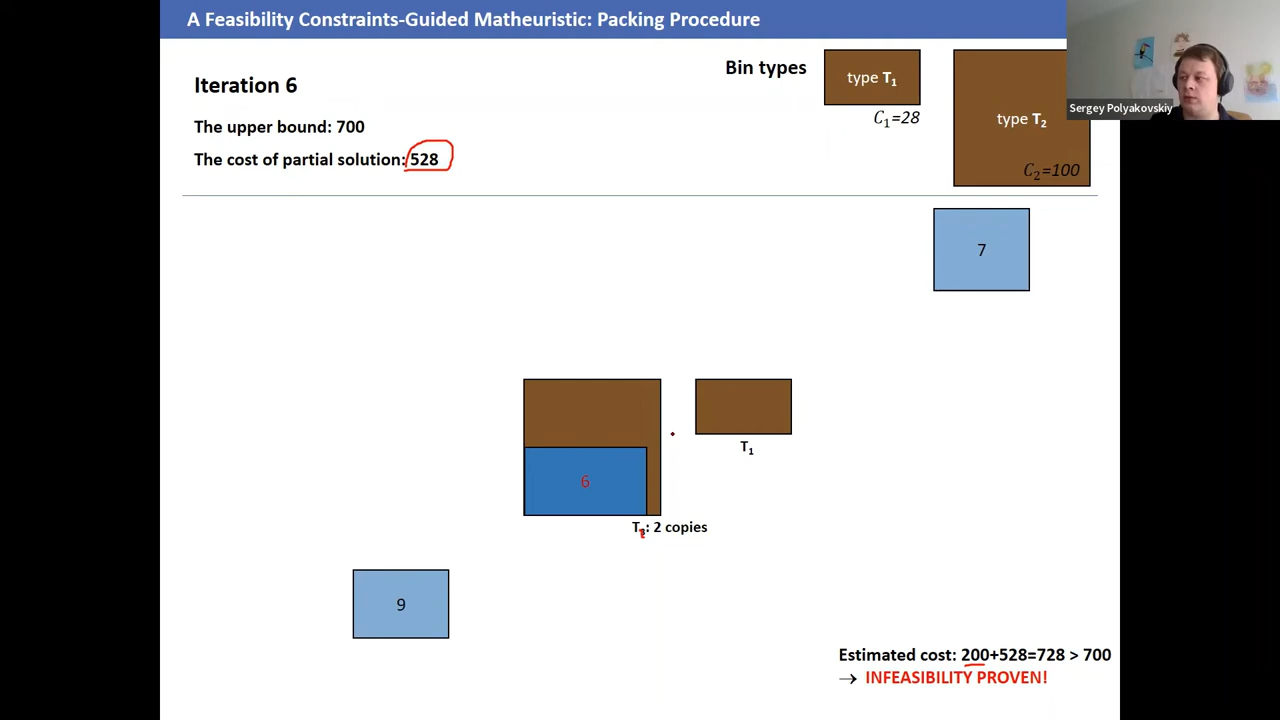 A Feasibility Constraints-Guided Matheuristic: Packing Procedure
Iteration 6
The upper bound: 700
The cost of partial solution: 528
Bin types
type T₁
C₁=28
type T₂
C₂=100
Sergey Polyakovskiy
7
6
T₁
T₂: 2 copies
9
Estimated cost: 200+528=728 > 700
→ INFEASIBILITY PROVEN!